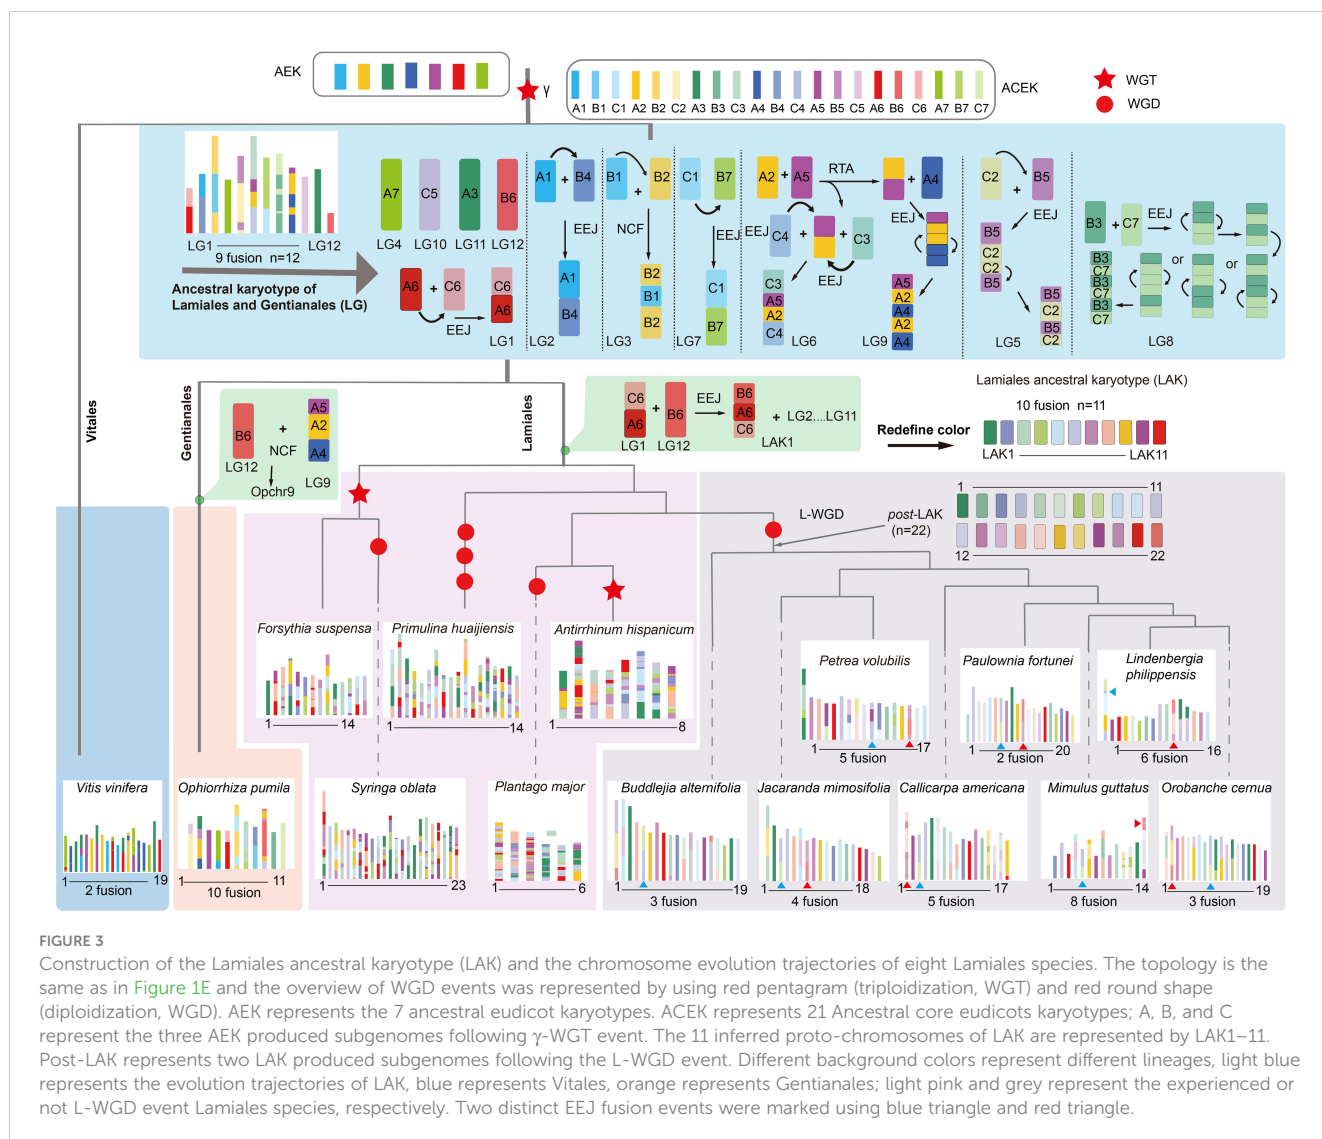 AEK
γ
ACEK
A1 B1 C1 A2 B2 C2 A3 B3 C3 A4 B4 C4 A5 B5 C5 A6 B6 C6 A7 B7 C7
WGT
WGD
LG1 LG12
9 fusion n=12
Ancestral karyotype of
Lamiales and Gentianales (LG)
A7 C5 A3 B6
LG4 LG10 LG11 LG12
A6 + C6
EEJ
C6
A6
LG1
A1 + B4
EEJ
A1
B4
LG2
B1 + B2
NCF
B2
B1
B2
LG3
C1 B7
EEJ
C1
B7
LG7
A2 + A5
RTA
+ A4
EEJ C4 + + C3
EEJ
C3
A5
A2
C4
LG6
EEJ
A5
A2
A4
A2
A4
LG9
C2 + B5
EEJ
B5
C2
C2
B5
B5
C2
B5
C2
LG5
B3 + C7
EEJ
or or
B3
C7
B3
C7
B3
C7
LG8
Vitales
Gentianales
Lamiales
B6 + A5
A2
A4
NCF
LG12
LG9
Opchr9
C6
A6
+ B6
EEJ
B6
A6
C6
+ LG2....LG11
LG1 LG12
LAK1
Redefine color
Lamiales ancestral karyotype (LAK)
10 fusion n=11
LAK1 LAK11
L-WGD
post-LAK
(n=22)
1 11
12 22
Forsythia suspensa
1 14
Primulina huaijiensis
1 14
Antirrhinum hispanicum
1 8
Petrea volubilis
1 17
5 fusion
Paulownia fortunei
1 20
2 fusion
Lindenbergia
philippensis
1 16
6 fusion
Vitis vinifera
1 19
2 fusion
Ophiorrhiza pumila
1 11
10 fusion
Syringa oblata
1 23
Plantago major
1 6
Buddlejia alternifolia
1 19
3 fusion
Jacaranda mimosifolia
1 18
4 fusion
Callicarpa americana
1 17
5 fusion
Mimulus guttatus
1 14
8 fusion
Orobanche cernua
1 19
3 fusion
FIGURE 3
Construction of the Lamiales ancestral karyotype (LAK) and the chromosome evolution trajectories of eight Lamiales species. The topology is the
same as in Figure 1E and the overview of WGD events was represented by using red pentagram (triploidization, WGT) and red round shape
(diploidization, WGD). AEK represents the 7 ancestral eudicot karyotypes. ACEK represents 21 Ancestral core eudicots karyotypes; A, B, and C
represent the three AEK produced subgenomes following γ-WGT event. The 11 inferred proto-chromosomes of LAK are represented by LAK1–11.
Post-LAK represents two LAK produced subgenomes following the L-WGD event. Different background colors represent different lineages, light blue
represents the evolution trajectories of LAK, blue represents Vitales, orange represents Gentianales; light pink and grey represent the experienced or
not L-WGD event Lamiales species, respectively. Two distinct EEJ fusion events were marked using blue triangle and red triangle.